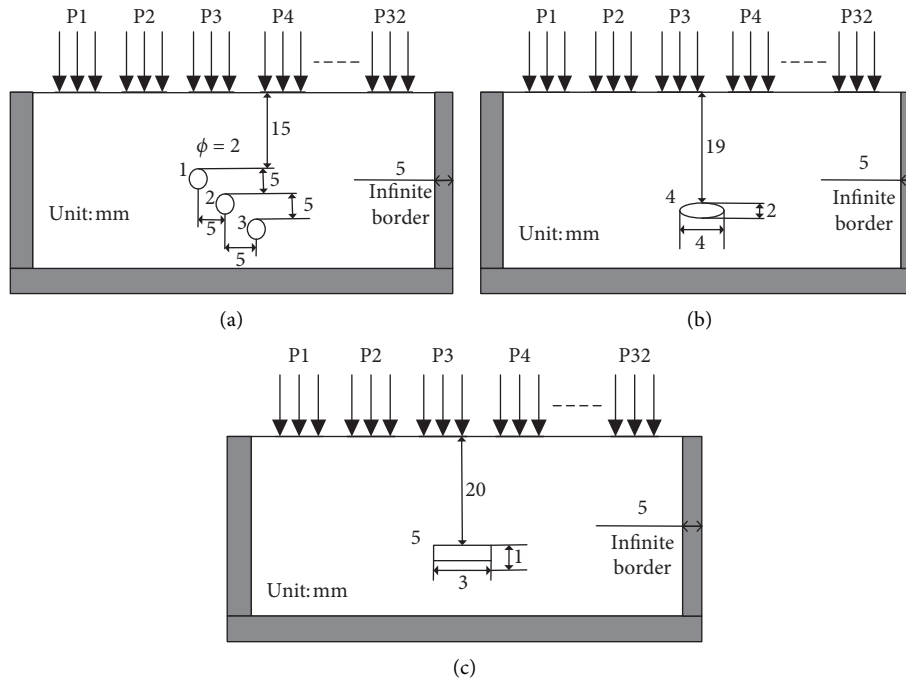 P1 P2 P3 P4 P32
15
ϕ = 2
1
5
2
5
3
5
5
5
Infinite
border
Unit: mm
(a)
P1 P2 P3 P4 P32
19
5
Infinite
border
4
2
4
Unit: mm
(b)
P1 P2 P3 P4 P32
20
5
Infinite
border
5
1
3
Unit: mm
(c)